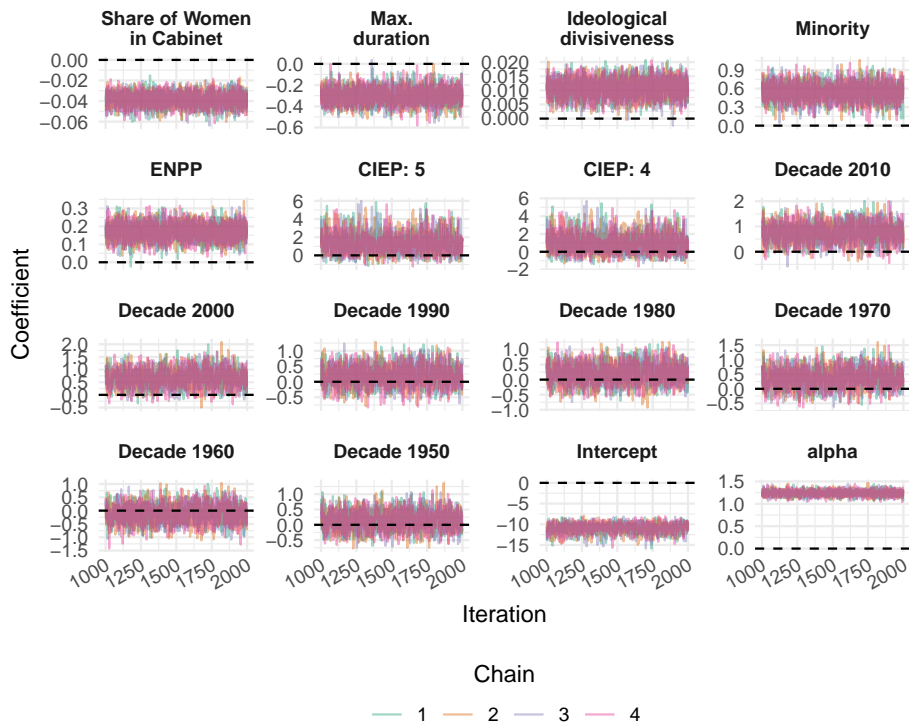 Share of Women
in Cabinet
Max.
duration
Ideological
divisiveness
Minority
0.00
−0.02
−0.04
−0.06
0.0
−0.2
−0.4
−0.6
0.020
0.015
0.010
0.005
0.000
0.9
0.6
0.3
0.0
ENPP
CIEP: 5
CIEP: 4
Decade 2010
0.3
0.2
0.1
0.0
6
4
2
0
6
4
2
0
−2
2
1
0
Decade 2000
Decade 1990
Decade 1980
Decade 1970
2.0
1.5
1.0
0.5
0.0
−0.5
1.0
0.5
0.0
−0.5
1.0
0.5
0.0
−0.5
−1.0
1.5
1.0
0.5
0.0
−0.5
Decade 1960
Decade 1950
Intercept
alpha
1.0
0.5
0.0
−0.5
−1.0
−1.5
1.0
0.5
0.0
−0.5
0
−5
−10
−15
1.5
1.0
0.5
0.0
1000 1250 1500 1750 2000
1000 1250 1500 1750 2000
1000 1250 1500 1750 2000
1000 1250 1500 1750 2000
Coefficient
Iteration
Chain
1 2 3 4